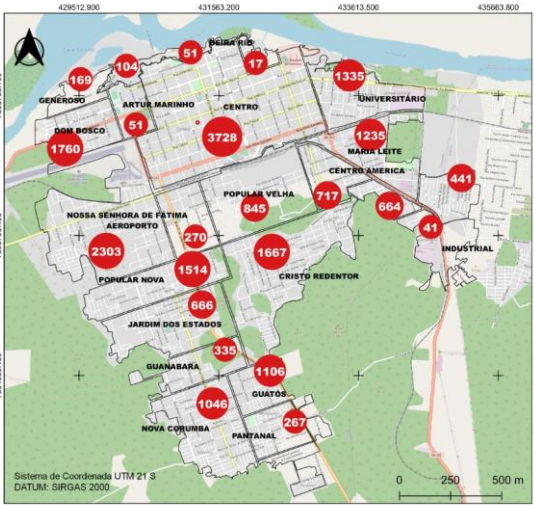 429512.900 431563.200 433613.500 435663.800
BEIRA RIO
51
17
104
169
1335
GENEROSO
ARTUR MARINHO
CENTRO
UNIVERSITÁRIO
DOM BOSCO
51
3728
1235
1760
MARIA LEITE
CENTRO AMERICA
441
POPULAR VELHA
717
664
845
NOSSA SENHORA DE FÁTIMA
AEROPORTO
41
270
INDUSTRIAL
2303
1667
1514
POPULAR NOVA
CRISTO REDENTOR
666
JARDIM DOS ESTADOS
335
GUANABARA
1106
GUATÓS
1046
267
NOVA CORUMBA
PANTANAL
Sistema de Coordenada UTM 21 S
DATUM: SIRGAS 2000
0 250 500 m